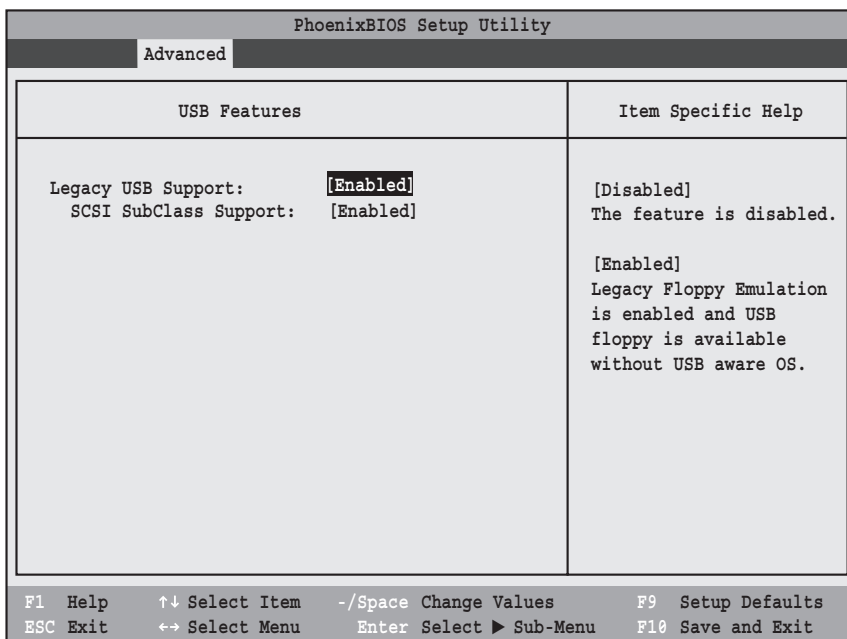 PhoenixBIOS Setup Utility
Advanced
USB Features
Item Specific Help
Legacy USB Support: [Enabled]
SCSI SubClass Support: [Enabled]
[Disabled]
The feature is disabled.
[Enabled]
Legacy Floppy Emulation
is enabled and USB
floppy is available
without USB aware OS.
F1 Help ↑↓ Select Item -/Space Change Values F9 Setup Defaults
ESC Exit ←→ Select Menu Enter Select ▶ Sub-Menu F10 Save and Exit